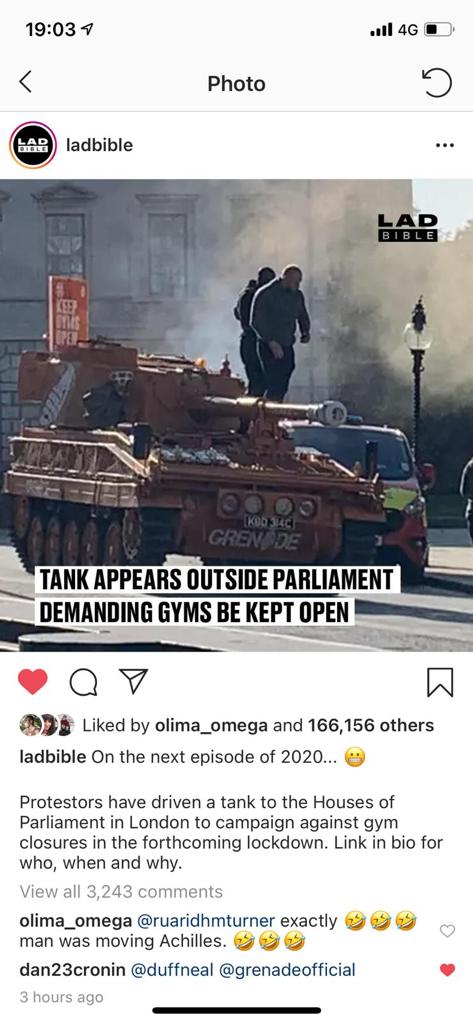 19:03
4G
Photo
LAD
BIBLE
ladbible
LAD
BIBLE
#
KEEP
GYMS
OPEN
KDD 314C
GRENADE
TANK APPEARS OUTSIDE PARLIAMENT
DEMANDING GYMS BE KEPT OPEN
Liked by olima_omega and 166,156 others
ladbible On the next episode of 2020... 😬
Protestors have driven a tank to the Houses of
Parliament in London to campaign against gym
closures in the forthcoming lockdown. Link in bio for
who, when and why.
View all 3,243 comments
olima_omega @ruaridhmturner exactly 🤣🤣🤣
man was moving Achilles. 🤣🤣🤣
dan23cronin @duffneal @grenadeofficial
3 hours ago